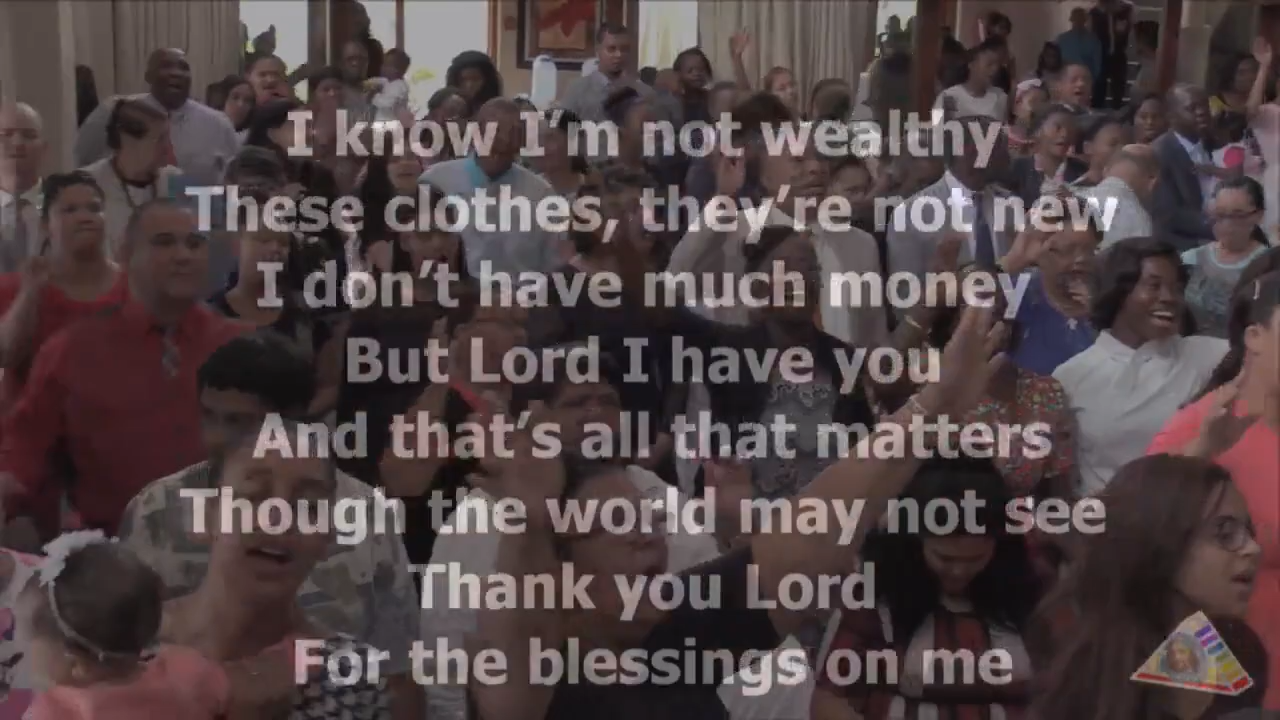 I know I'm not wealthy
These clothes, they're not new
I don't have much money
But Lord I have you
And that's all that matters
Though the world may not see
Thank you Lord
For the blessings on me